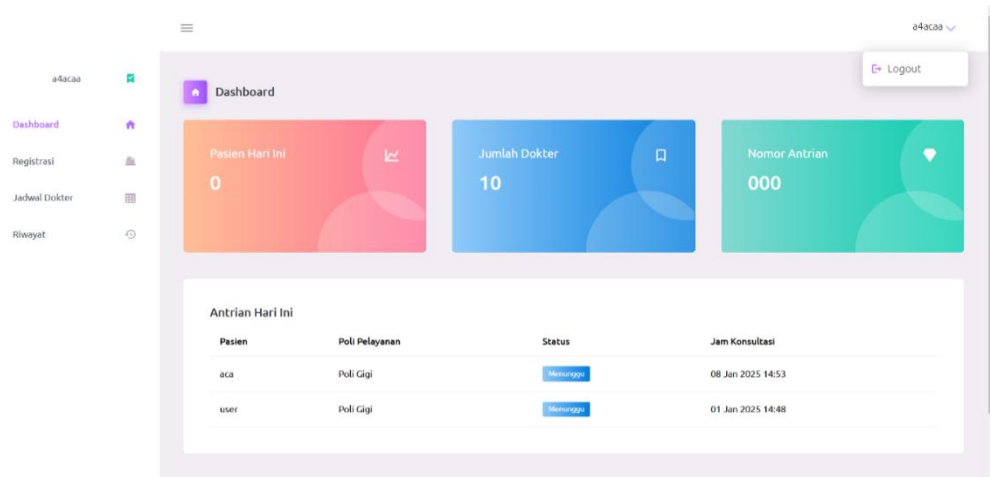 a4acaa
Logout
a4acaa
Dashboard
Registrasi
Jadwal Dokter
Riwayat
Dashboard
Pasien Hari Ini
0
Jumlah Dokter
10
Nomor Antrian
000
Antrian Hari Ini
Pasien Poli Pelayanan Status Jam Konsultasi
aca Poli Gigi Menunggu 08 Jan 2025 14:53
user Poli Gigi Menunggu 01 Jan 2025 14:48